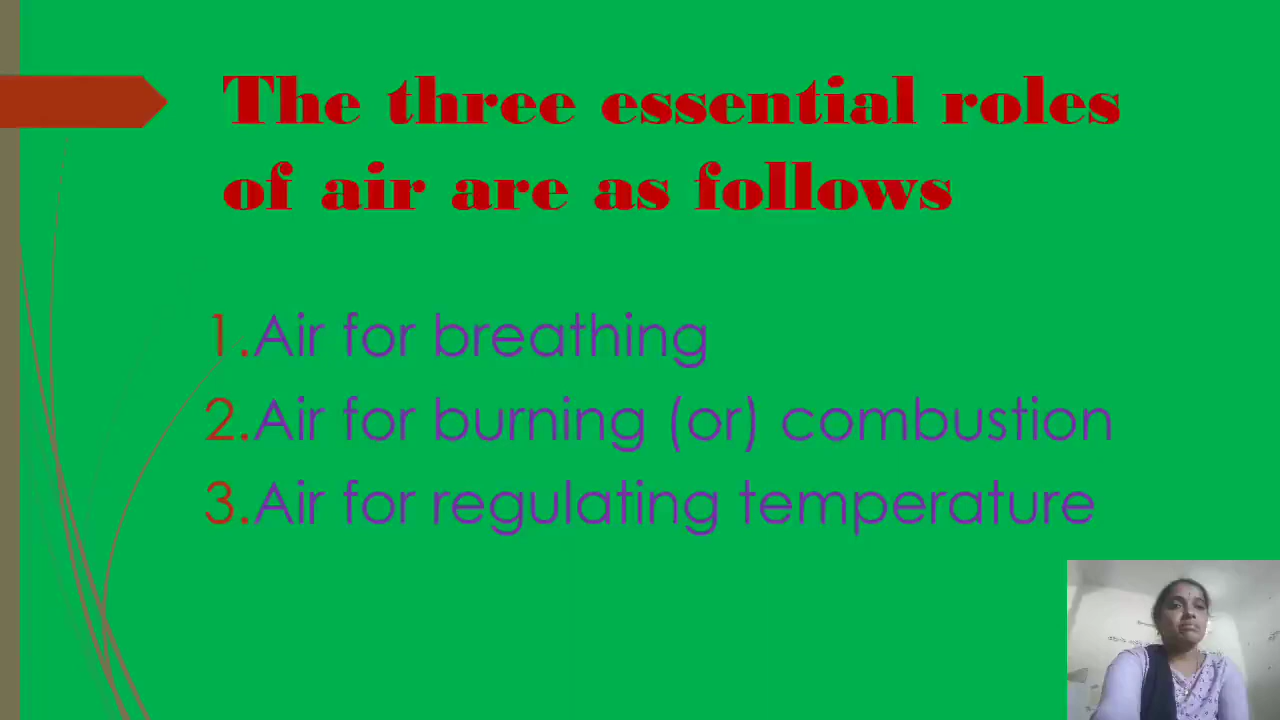 The three essential roles
of air are as follows
1.Air for breathing
2.Air for burning (or) combustion
3.Air for regulating temperature